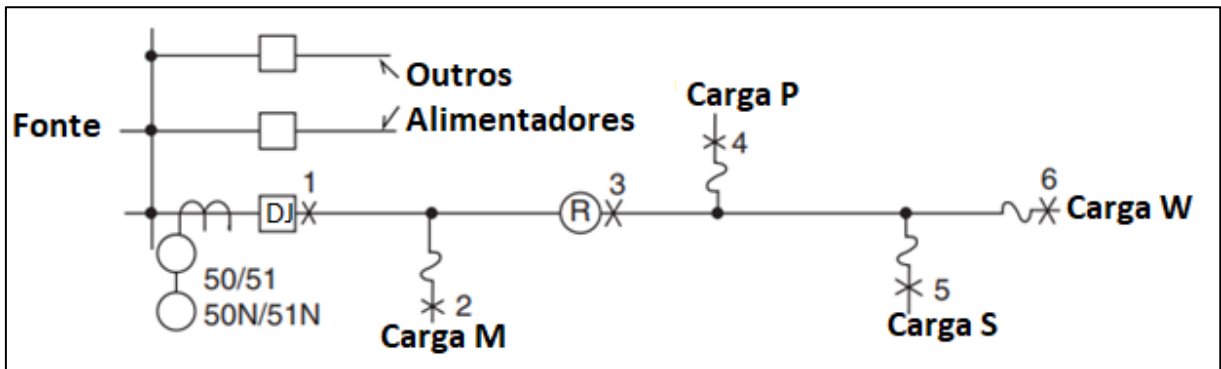 Outros
Fonte
Alimentadores
Carga P
4
1
3
6
DJ
R
Carga W
50/51
50N/51N
2
Carga M
5
Carga S